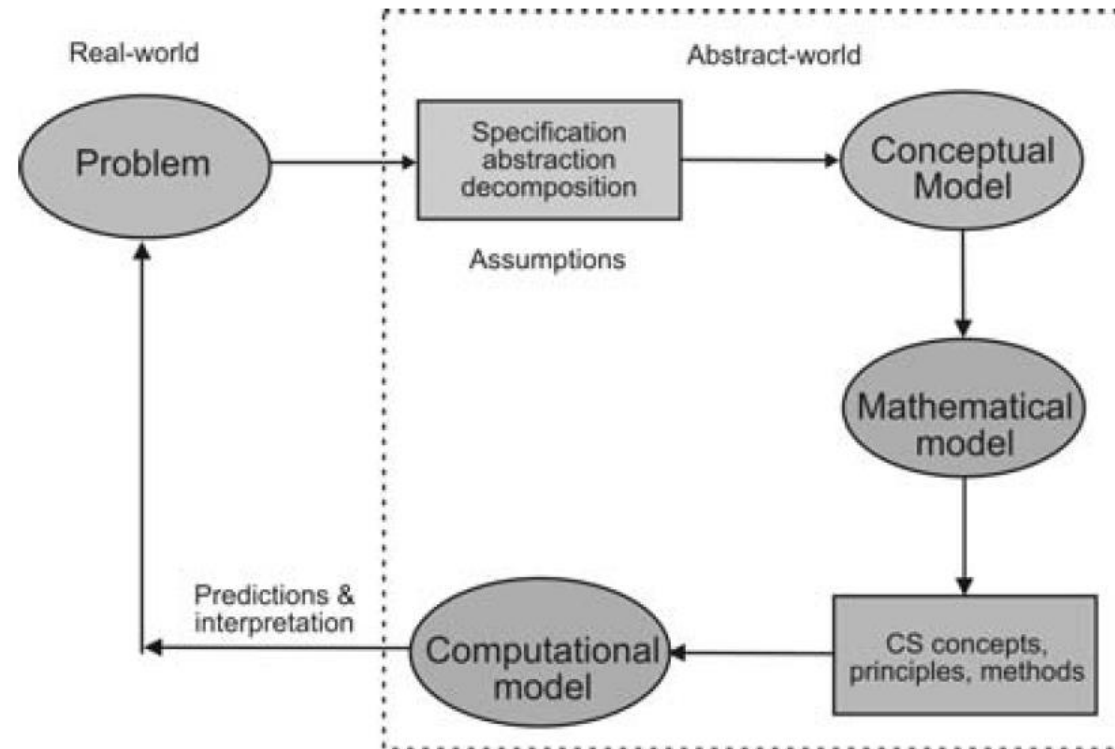 Real-world
Abstract-world
Problem
Specification
abstraction
decomposition
Conceptual
Model
Assumptions
Mathematical
model
Predictions &
interpretation
Computational
model
CS concepts,
principles, methods